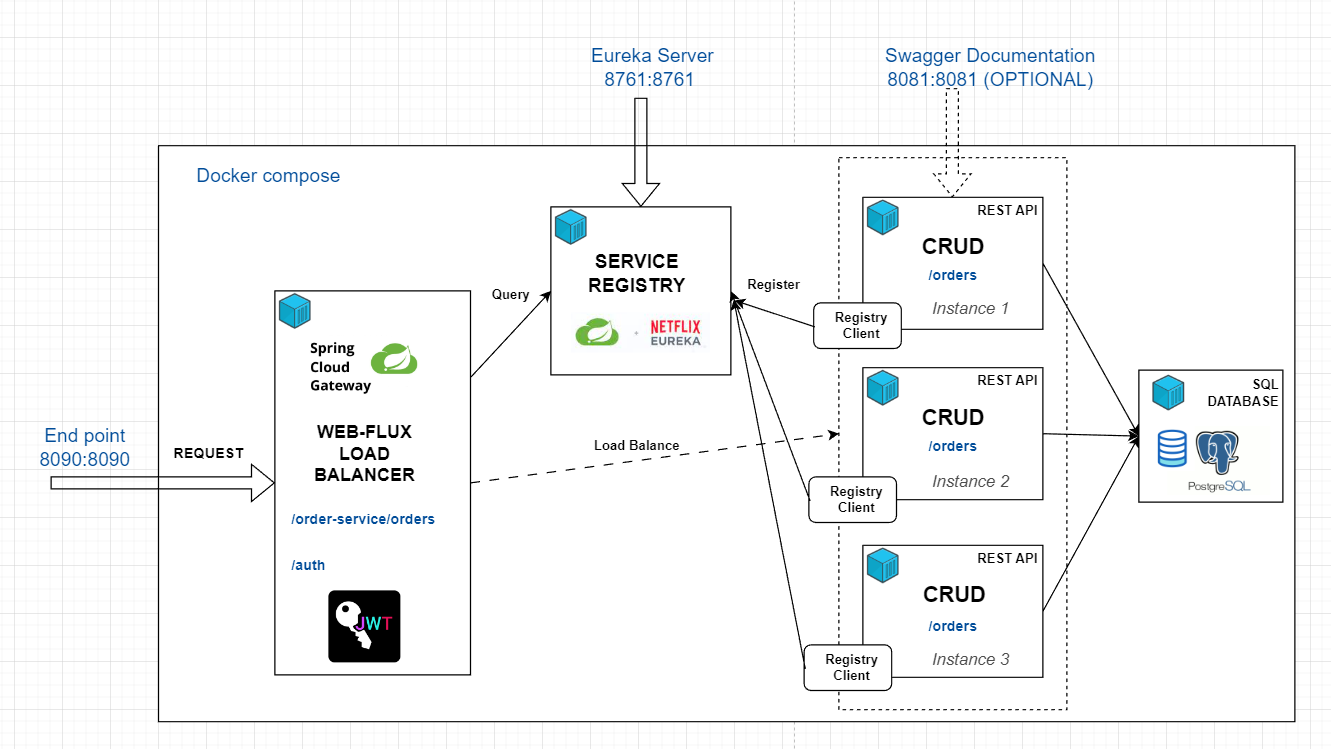 Eureka Server
8761:8761
Swagger Documentation
8081:8081 (OPTIONAL)
Docker compose
End point
8090:8090
REQUEST
Spring
Cloud
Gateway
WEB-FLUX
LOAD
BALANCER
/order-service/orders
/auth
JWT
Query
SERVICE
REGISTRY
NETFLIX
EUREKA
Register
Load Balance
REST API
CRUD
/orders
Instance 1
Registry
Client
REST API
CRUD
/orders
Instance 2
Registry
Client
REST API
CRUD
/orders
Instance 3
Registry
Client
SQL
DATABASE
PostgreSQL